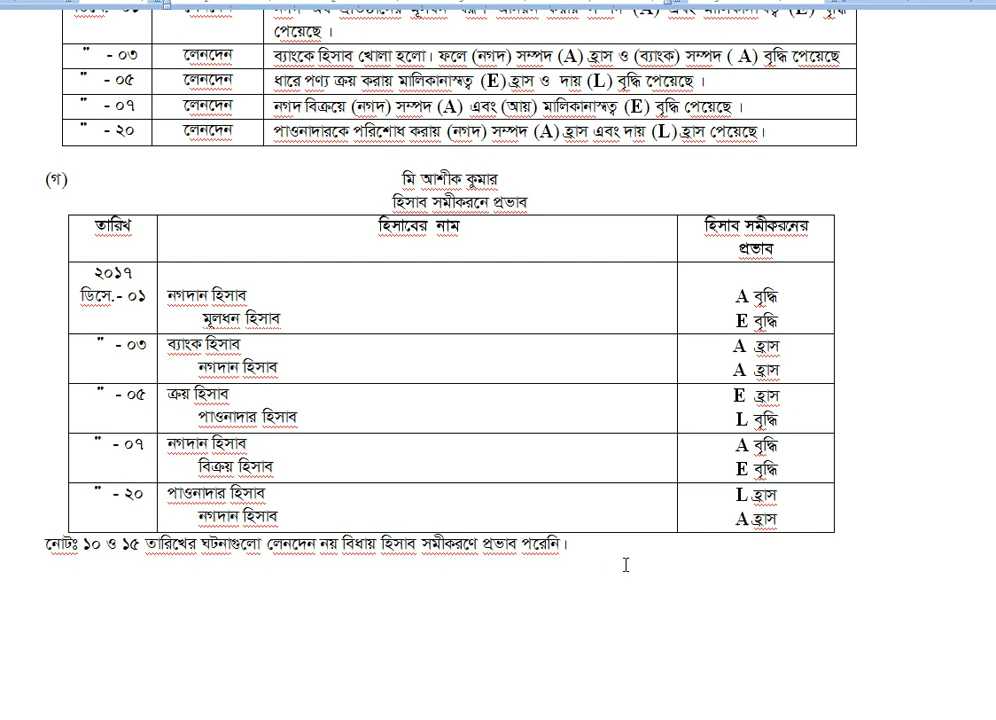 পেয়েছে ।
" - ০৩ লেনদেন ব্যাংকে হিসাব খোলা হলো। ফলে (নগদ) সম্পদ (A) হ্রাস ও (ব্যাংক) সম্পদ ( A) বৃদ্ধি পেয়েছে
" - ০৫ লেনদেন ধারে পণ্য ক্রয় করায় মালিকানাস্বত্ব (E) হ্রাস ও দায় (L) বৃদ্ধি পেয়েছে ।
" - ০৭ লেনদেন নগদ বিক্রয়ে (নগদ) সম্পদ (A) এবং (আয়) মালিকানাস্বত্ব (E) বৃদ্ধি পেয়েছে ।
" - ২০ লেনদেন পাওনাদারকে পরিশোধ করায় (নগদ) সম্পদ (A) হ্রাস এবং দায় (L) হ্রাস পেয়েছে।
(গ) মি আশীক কুমার
হিসাব সমীকরনে প্রভাব
তারিখ হিসাবের নাম হিসাব সমীকরনের
প্রভাব
২০১৭
ডিসে.- ০১ নগদান হিসাব A বৃদ্ধি
মূলধন হিসাব E বৃদ্ধি
" - ০৩ ব্যাংক হিসাব A হ্রাস
নগদান হিসাব A হ্রাস
" - ০৫ ক্রয় হিসাব E হ্রাস
পাওনাদার হিসাব L বৃদ্ধি
" - ০৭ নগদান হিসাব A বৃদ্ধি
বিক্রয় হিসাব E বৃদ্ধি
" - ২০ পাওনাদার হিসাব L হ্রাস
নগদান হিসাব A হ্রাস
নোটঃ ১০ ও ১৫ তারিখের ঘটনাগুলো লেনদেন নয় বিধায় হিসাব সমীকরণে প্রভাব পরেনি।